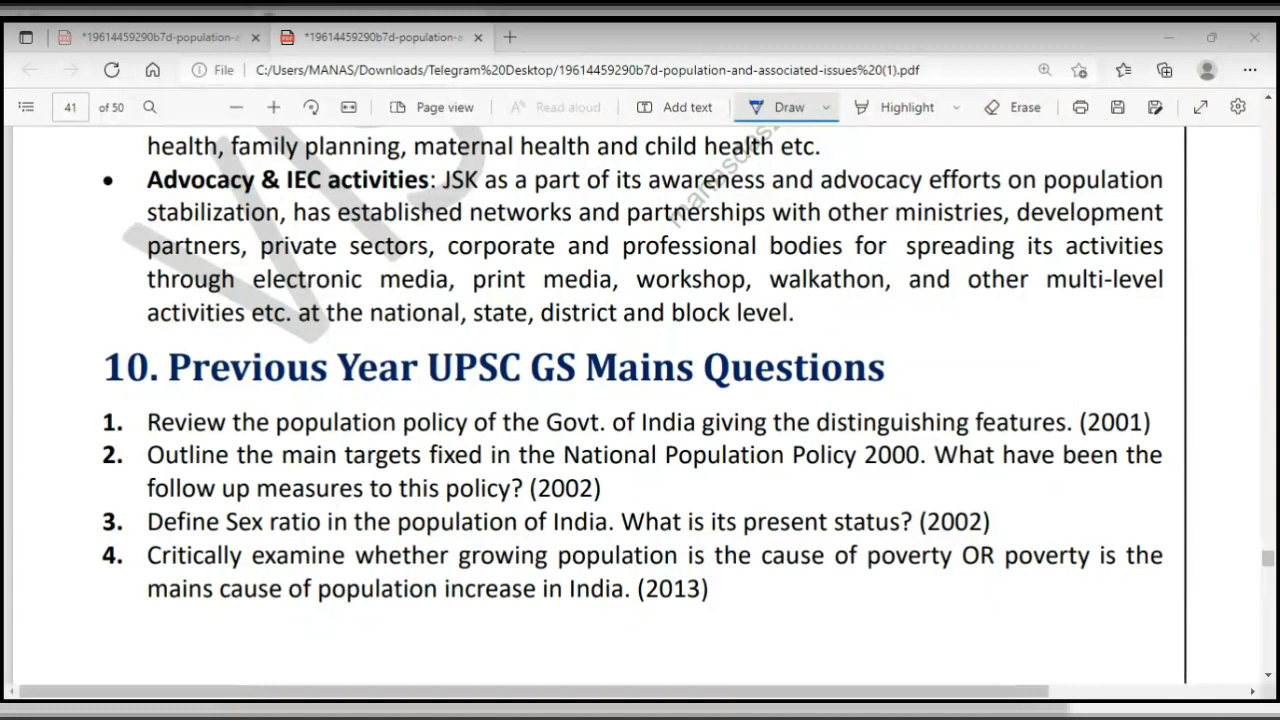 *19614459290b7d-population-a
*19614459290b7d-population-a
File C:/Users/MANAS/Downloads/Telegram%20Desktop/19614459290b7d-population-and-associated-issues%20(1).pdf
41 of 50 Page view Read aloud Add text Draw Highlight Erase
health, family planning, maternal health and child health etc.
• Advocacy & IEC activities: JSK as a part of its awareness and advocacy efforts on population
stabilization, has established networks and partnerships with other ministries, development
partners, private sectors, corporate and professional bodies for spreading its activities
through electronic media, print media, workshop, walkathon, and other multi-level
activities etc. at the national, state, district and block level.
10. Previous Year UPSC GS Mains Questions
1. Review the population policy of the Govt. of India giving the distinguishing features. (2001)
2. Outline the main targets fixed in the National Population Policy 2000. What have been the
follow up measures to this policy? (2002)
3. Define Sex ratio in the population of India. What is its present status? (2002)
4. Critically examine whether growing population is the cause of poverty OR poverty is the
mains cause of population increase in India. (2013)